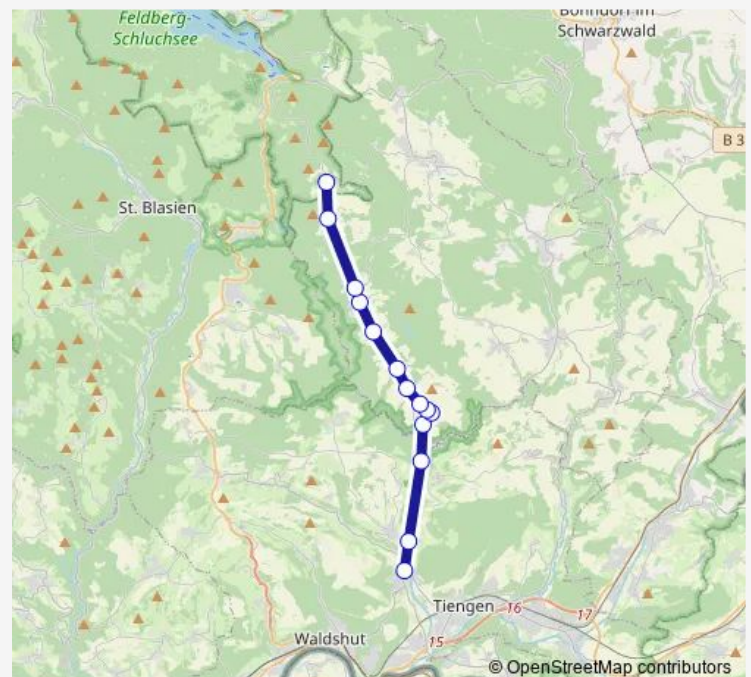 Feldberg-
Schluchsee
Bonndorf im
Schwarzwald
B 3
St. Blasien
Tiengen
16
17
Waldshut
15
© OpenStreetMap contributors